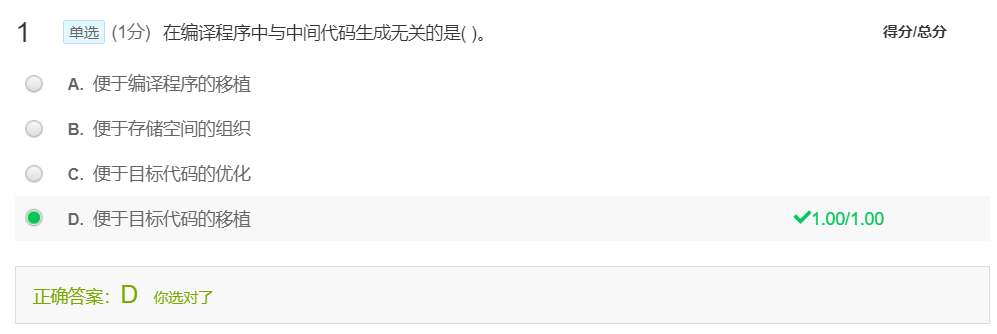 1 单选 (1分) 在编译程序中与中间代码生成无关的是( )。 得分/总分
A. 便于编译程序的移植
B. 便于存储空间的组织
C. 便于目标代码的优化
D. 便于目标代码的移植 1.00/1.00
正确答案：D 你选对了